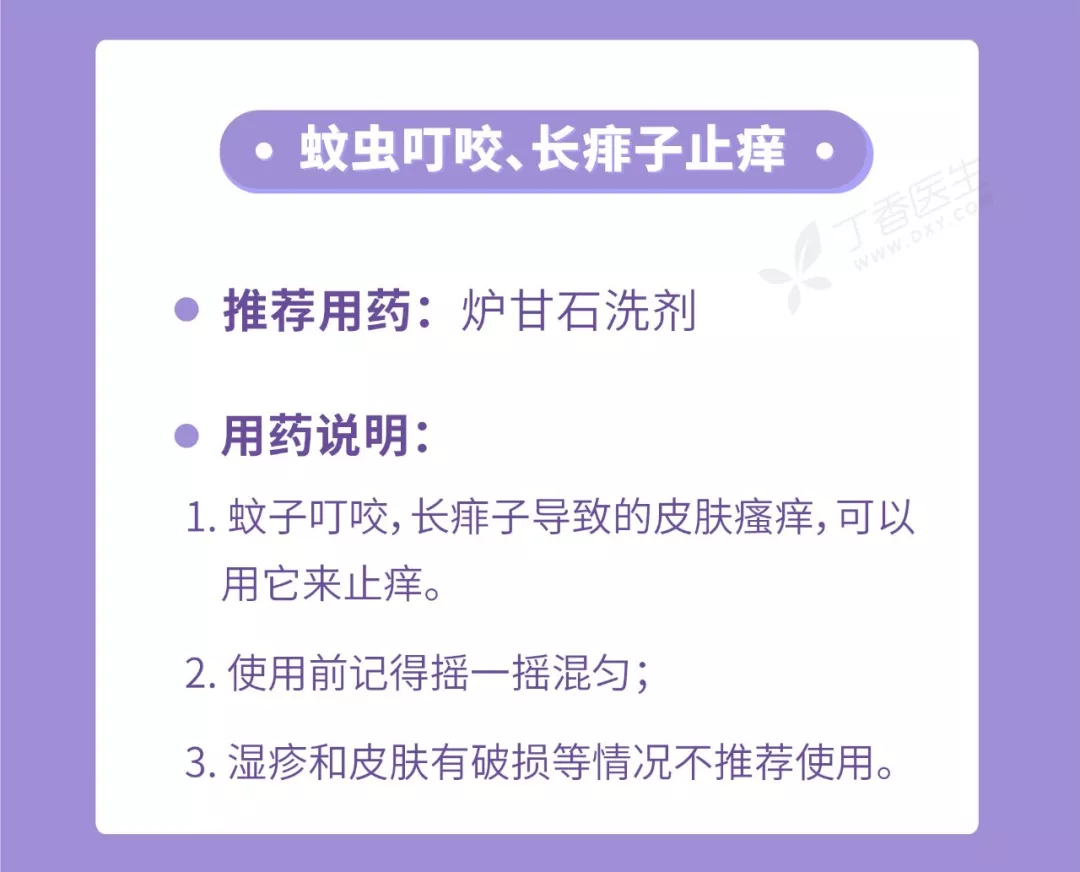 • 蚊虫叮咬、长痱子止痒 •
丁香医生
WWW.DXY.COM
● 推荐用药：炉甘石洗剂
● 用药说明：
1. 蚊子叮咬，长痱子导致的皮肤瘙痒，可以
用它来止痒。
2. 使用前记得摇一摇混匀；
3. 湿疹和皮肤有破损等情况不推荐使用。